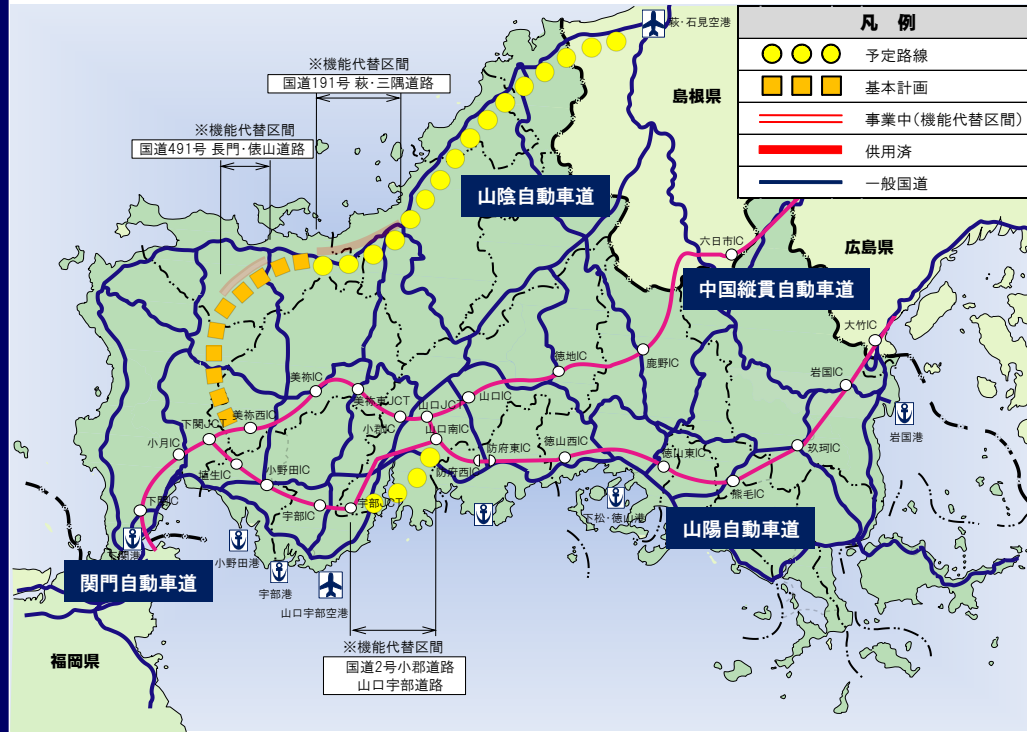 凡 例
予定路線
基本計画
事業中(機能代替区間)
供用済
一般国道
萩・石見空港
島根県
※機能代替区間
国道191号 萩・三隅道路
※機能代替区間
国道491号 長門・俵山道路
山陰自動車道
六日市IC
広島県
中国縦貫自動車道
大竹IC
鹿野IC
徳地IC
岩国IC
美祢IC
美祢東JCT
山口IC
山口JCT
小郡IC
岩国港
美祢西IC
下関JCT
山口南IC
小月IC
防府東IC
徳山西IC
玖珂IC
徳山東IC
埴生IC
小野田IC
防府西IC
熊毛IC
下関IC
宇部IC
宇部JCT
下松・徳山港
山陽自動車道
下関港
小野田港
関門自動車道
宇部港
山口宇部空港
※機能代替区間
国道2号小郡道路
山口宇部道路
福岡県